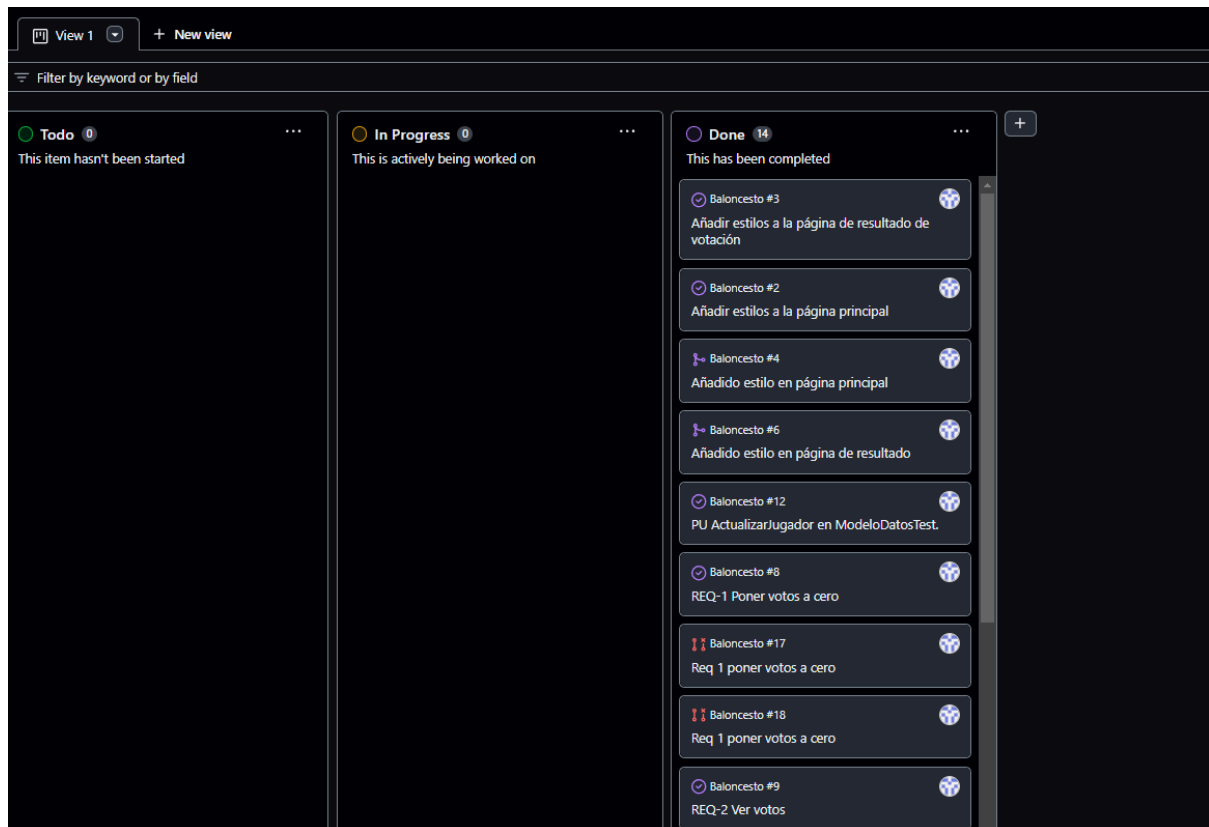 View 1
+ New view
Filter by keyword or by field
Todo 0
This item hasn't been started
In Progress 0
This is actively being worked on
Done 14
This has been completed
Baloncesto #3
Añadir estilos a la página de resultado de
votación
Baloncesto #2
Añadir estilos a la página principal
Baloncesto #4
Añadido estilo en página principal
Baloncesto #6
Añadido estilo en página de resultado
Baloncesto #12
PU ActualizarJugador en ModeloDatosTest.
Baloncesto #8
REQ-1 Poner votos a cero
Baloncesto #17
Req 1 poner votos a cero
Baloncesto #18
Req 1 poner votos a cero
Baloncesto #9
REQ-2 Ver votos